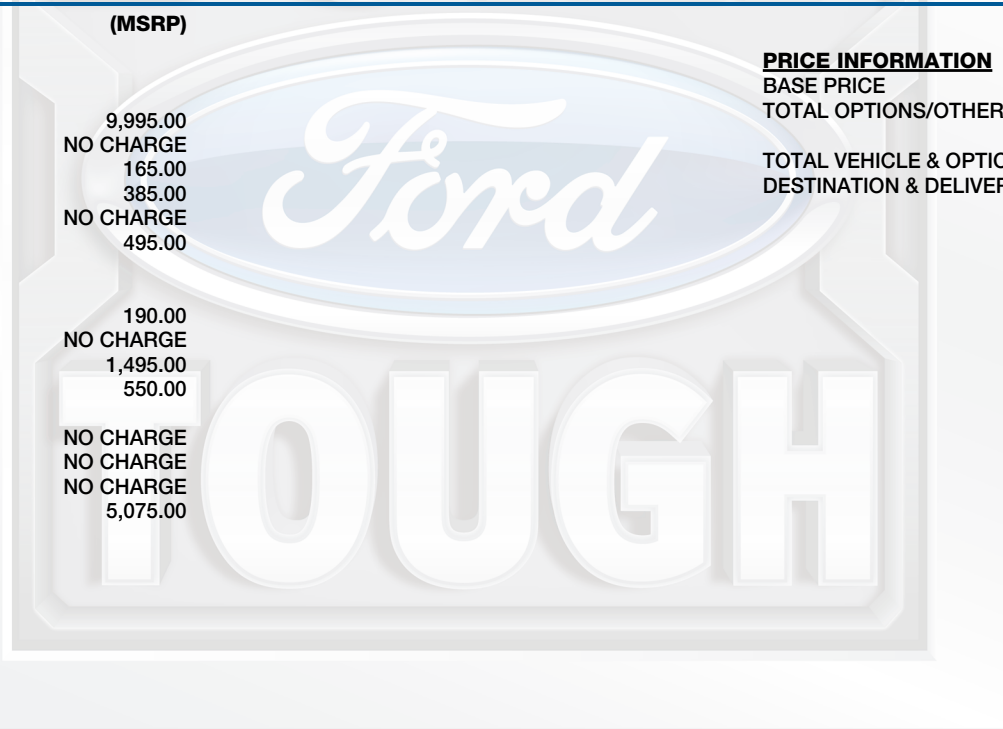 (MSRP)
9,995.00
NO CHARGE
165.00
385.00
NO CHARGE
495.00
190.00
NO CHARGE
1,495.00
550.00
NO CHARGE
NO CHARGE
NO CHARGE
5,075.00
PRICE INFORMATION
BASE PRICE
TOTAL OPTIONS/OTHER
TOTAL VEHICLE & OPTIO
DESTINATION & DELIVER
Ford
TOUGH